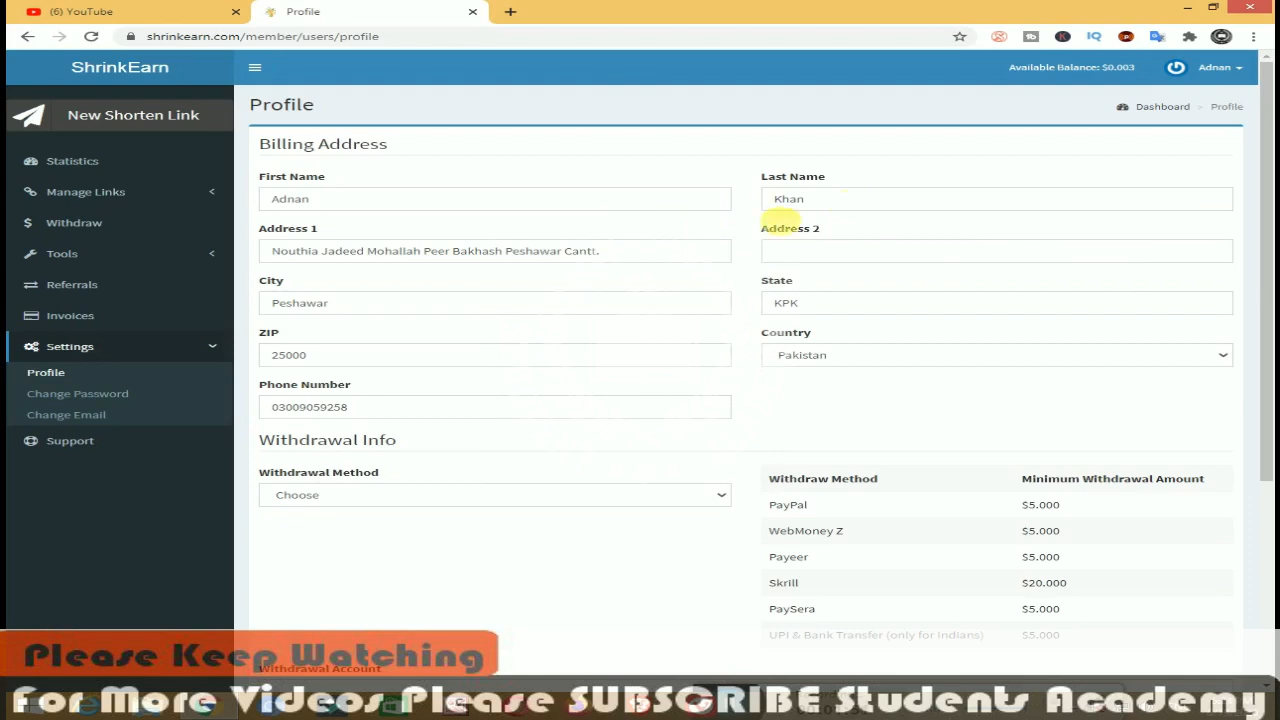 (6) YouTube
Profile
shrinkearn.com/member/users/profile
ShrinkEarn
Available Balance: $0.003
Adnan
New Shorten Link
Profile
Dashboard
Profile
Statistics
Manage Links
Withdraw
Tools
Referrals
Invoices
Settings
Profile
Change Password
Change Email
Support
Billing Address
First Name
Last Name
Adnan
Khan
Address 1
Address 2
Nouthia Jadeed Mohallah Peer Bakhash Peshawar Cantt.
City
State
Peshawar
KPK
ZIP
Country
25000
Pakistan
Phone Number
03009059258
Withdrawal Info
Withdrawal Method
Choose
Withdraw Method Minimum Withdrawal Amount
PayPal $5.000
WebMoney Z $5.000
Payeer $5.000
Skrill $20.000
PaySera $5.000
UPI & Bank Transfer (only for Indians) $5.000
Please Keep Watching
Withdrawal Account
For More Videos Please SUBSCRIBE Students Academy